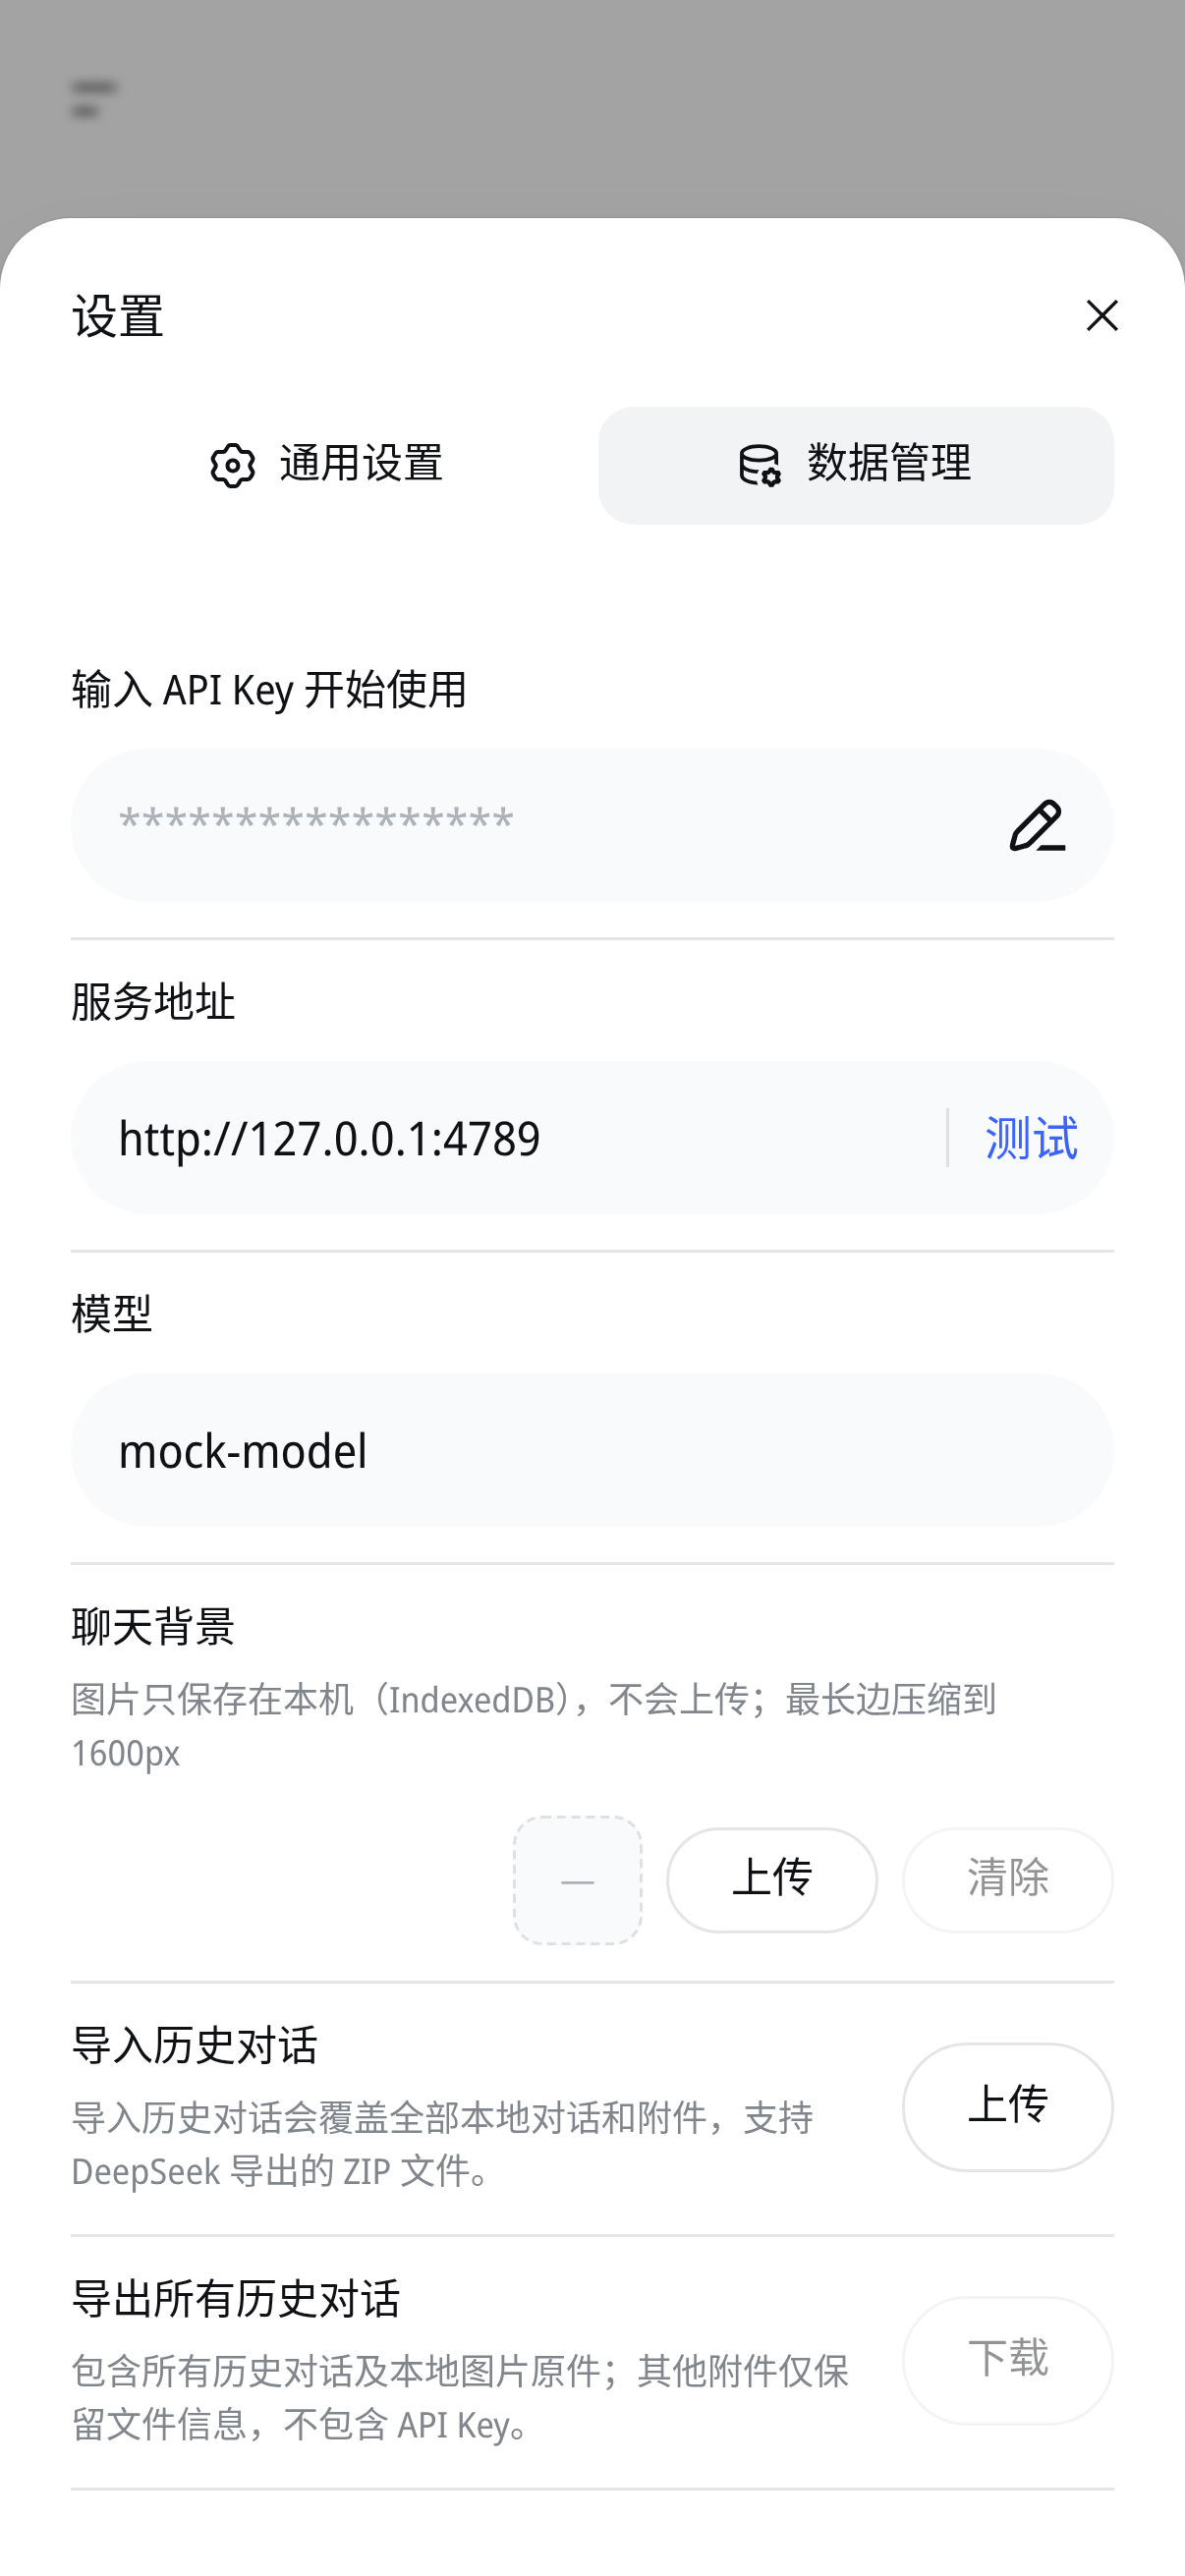 设置
通用设置
数据管理
输入 API Key 开始使用
*****************
服务地址
http://127.0.0.1:4789
测试
模型
mock-model
聊天背景
图片只保存在本机（IndexedDB），不会上传；最长边压缩到
1600px
—
上传
清除
导入历史对话
导入历史对话会覆盖全部本地对话和附件，支持
DeepSeek 导出的 ZIP 文件。
上传
导出所有历史对话
包含所有历史对话及本地图片原件；其他附件仅保
留文件信息，不包含 API Key。
下载